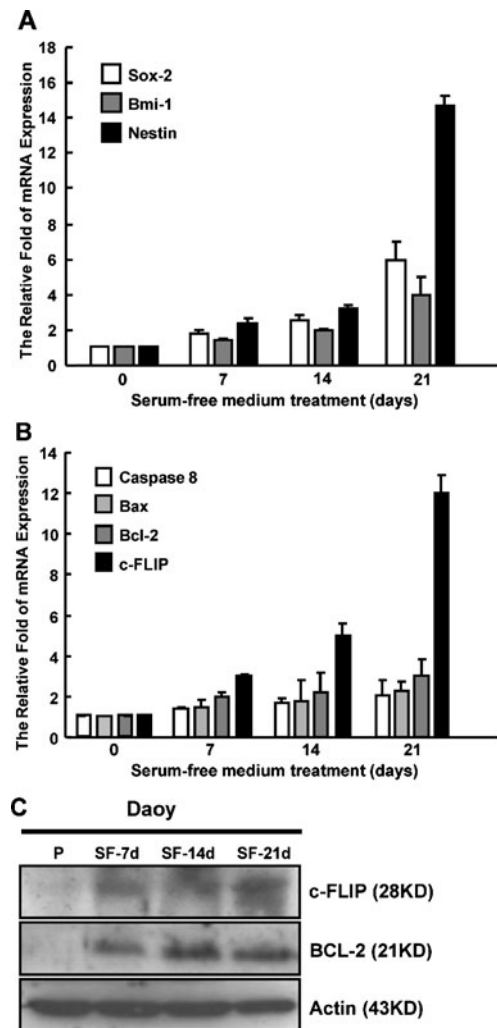 A
The Relative Fold of mRNA Expression
18
16
14
12
10
8
6
4
2
0
Sox-2
Bmi-1
Nestin
0 7 14 21
Serum-free medium treatment (days)
B
The Relative Fold of mRNA Expression
14
12
10
8
6
4
2
0
Caspase 8
Bax
Bcl-2
c-FLIP
0 7 14 21
Serum-free medium treatment (days)
C
Daoy
P SF-7d SF-14d SF-21d
c-FLIP (28KD)
BCL-2 (21KD)
Actin (43KD)